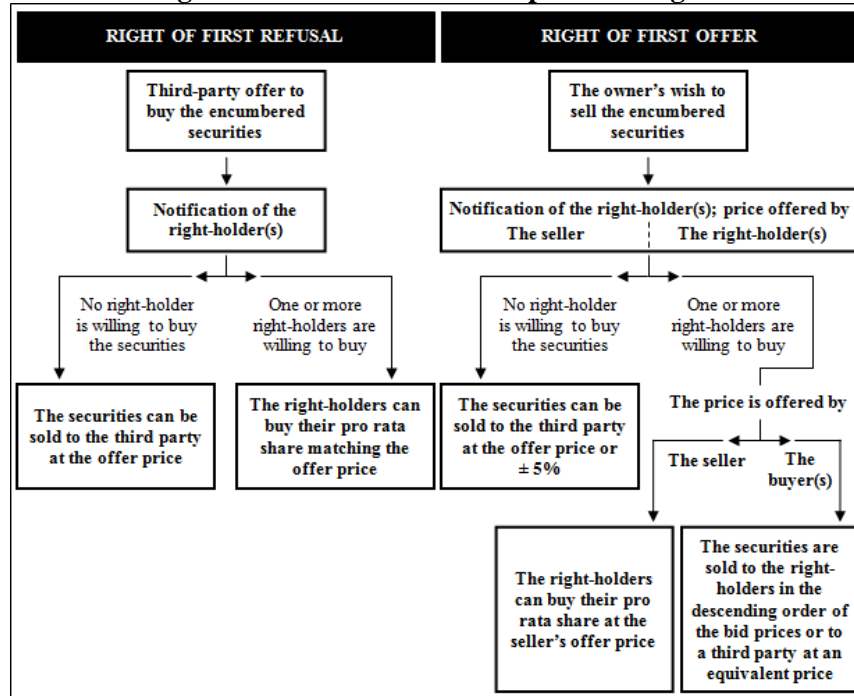 RIGHT OF FIRST REFUSAL
RIGHT OF FIRST OFFER
Third-party offer to
buy the encumbered
securities
The owner's wish to
sell the encumbered
securities
Notification of the
right-holder(s)
Notification of the right-holder(s); price offered by
The seller
The right-holder(s)
No right-holder
is willing to buy
the securities
One or more
right-holders are
willing to buy
No right-holder
is willing to buy
the securities
One or more
right-holders are
willing to buy
The securities can be
sold to the third party
at the offer price
The right-holders can
buy their pro rata
share matching the
offer price
The securities can be
sold to the third party
at the offer price or
± 5%
The price is offered by
The seller
The
buyer(s)
The right-holders
can buy their pro
rata share at the
seller's offer price
The securities are
sold to the right-
holders in the
descending order of
the bid prices or to
a third party at an
equivalent price